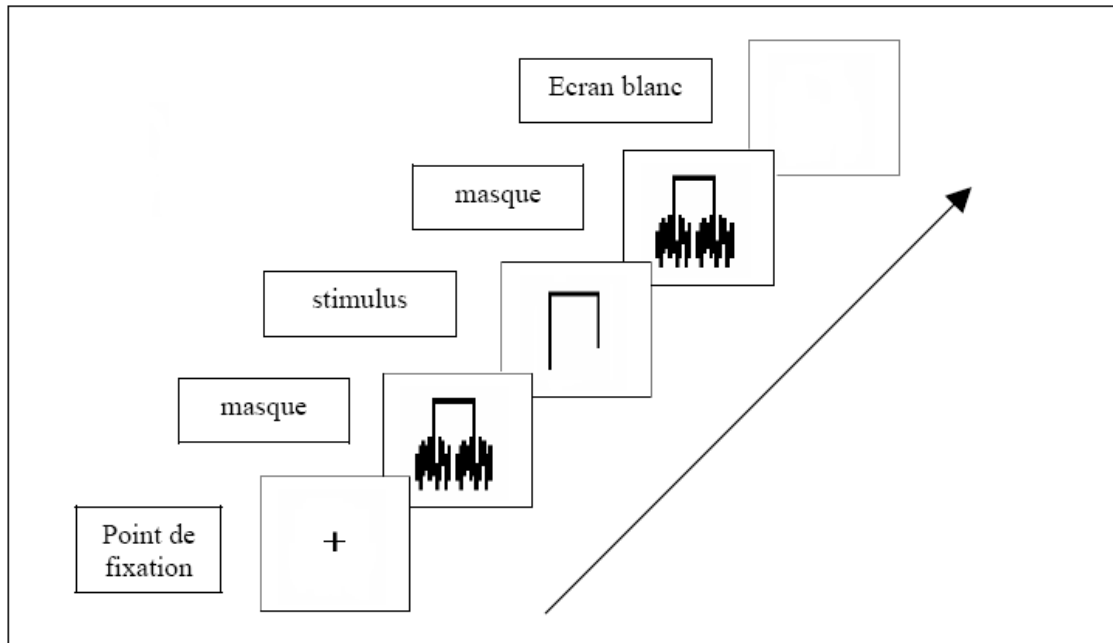 Ecran blanc
masque
stimulus
masque
Point de
fixation